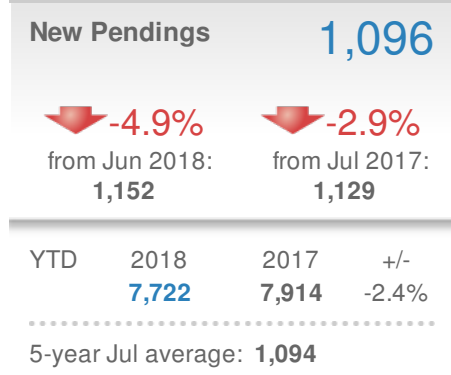 New Pendings 1,096
-4.9% -2.9%
from Jun 2018: from Jul 2017:
1,152 1,129
YTD 2018 2017 +/-
7,722 7,914 -2.4%
5-year Jul average: 1,094